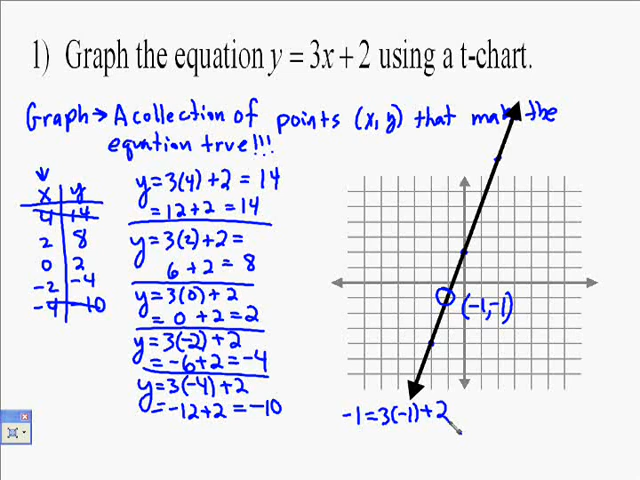 1) Graph the equation y = 3x + 2 using a t-chart.
Graph → A collection of points (x, y) that make the
equation true!!!
x y
4 14
2 8
0 2
-2 -4
-4 -10
y = 3(4) + 2 = 14
= 12 + 2 = 14
y = 3(2) + 2 =
6 + 2 = 8
y = 3(0) + 2
= 0 + 2 = 2
y = 3(-2) + 2
= -6 + 2 = -4
y = 3(-4) + 2
= -12 + 2 = -10
(-1, -1)
-1 = 3(-1) + 2